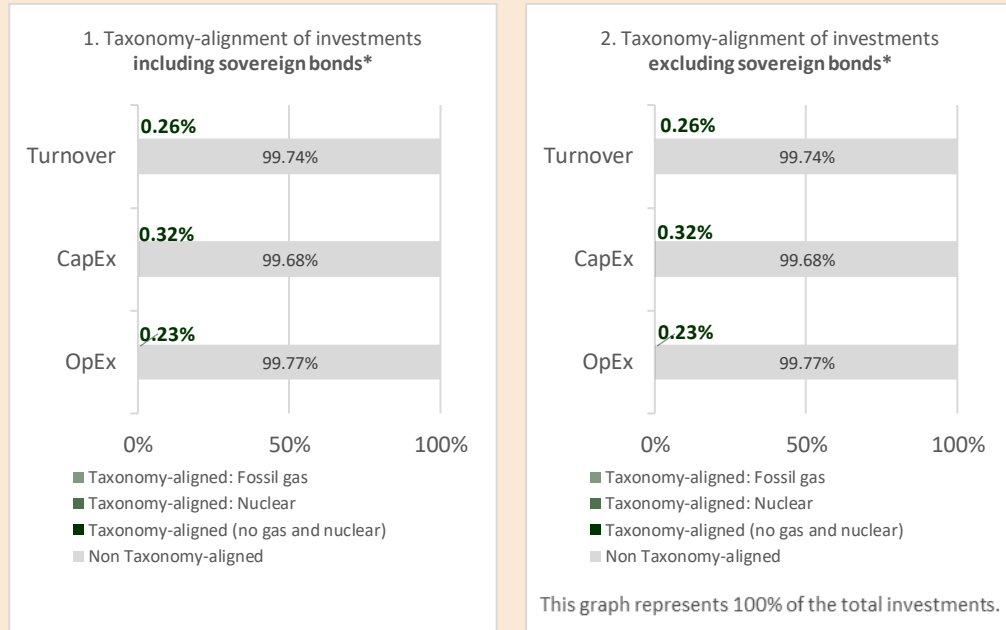 1. Taxonomy-alignment of investments
including sovereign bonds*
0.26%
Turnover
99.74%
0.32%
CapEx
99.68%
0.23%
OpEx
99.77%
0%
50%
100%
Taxonomy-aligned: Fossil gas
Taxonomy-aligned: Nuclear
Taxonomy-aligned (no gas and nuclear)
Non Taxonomy-aligned
2. Taxonomy-alignment of investments
excluding sovereign bonds*
0.26%
Turnover
99.74%
0.32%
CapEx
99.68%
0.23%
OpEx
99.77%
0%
50%
100%
Taxonomy-aligned: Fossil gas
Taxonomy-aligned: Nuclear
Taxonomy-aligned (no gas and nuclear)
Non Taxonomy-aligned
This graph represents 100% of the total investments.